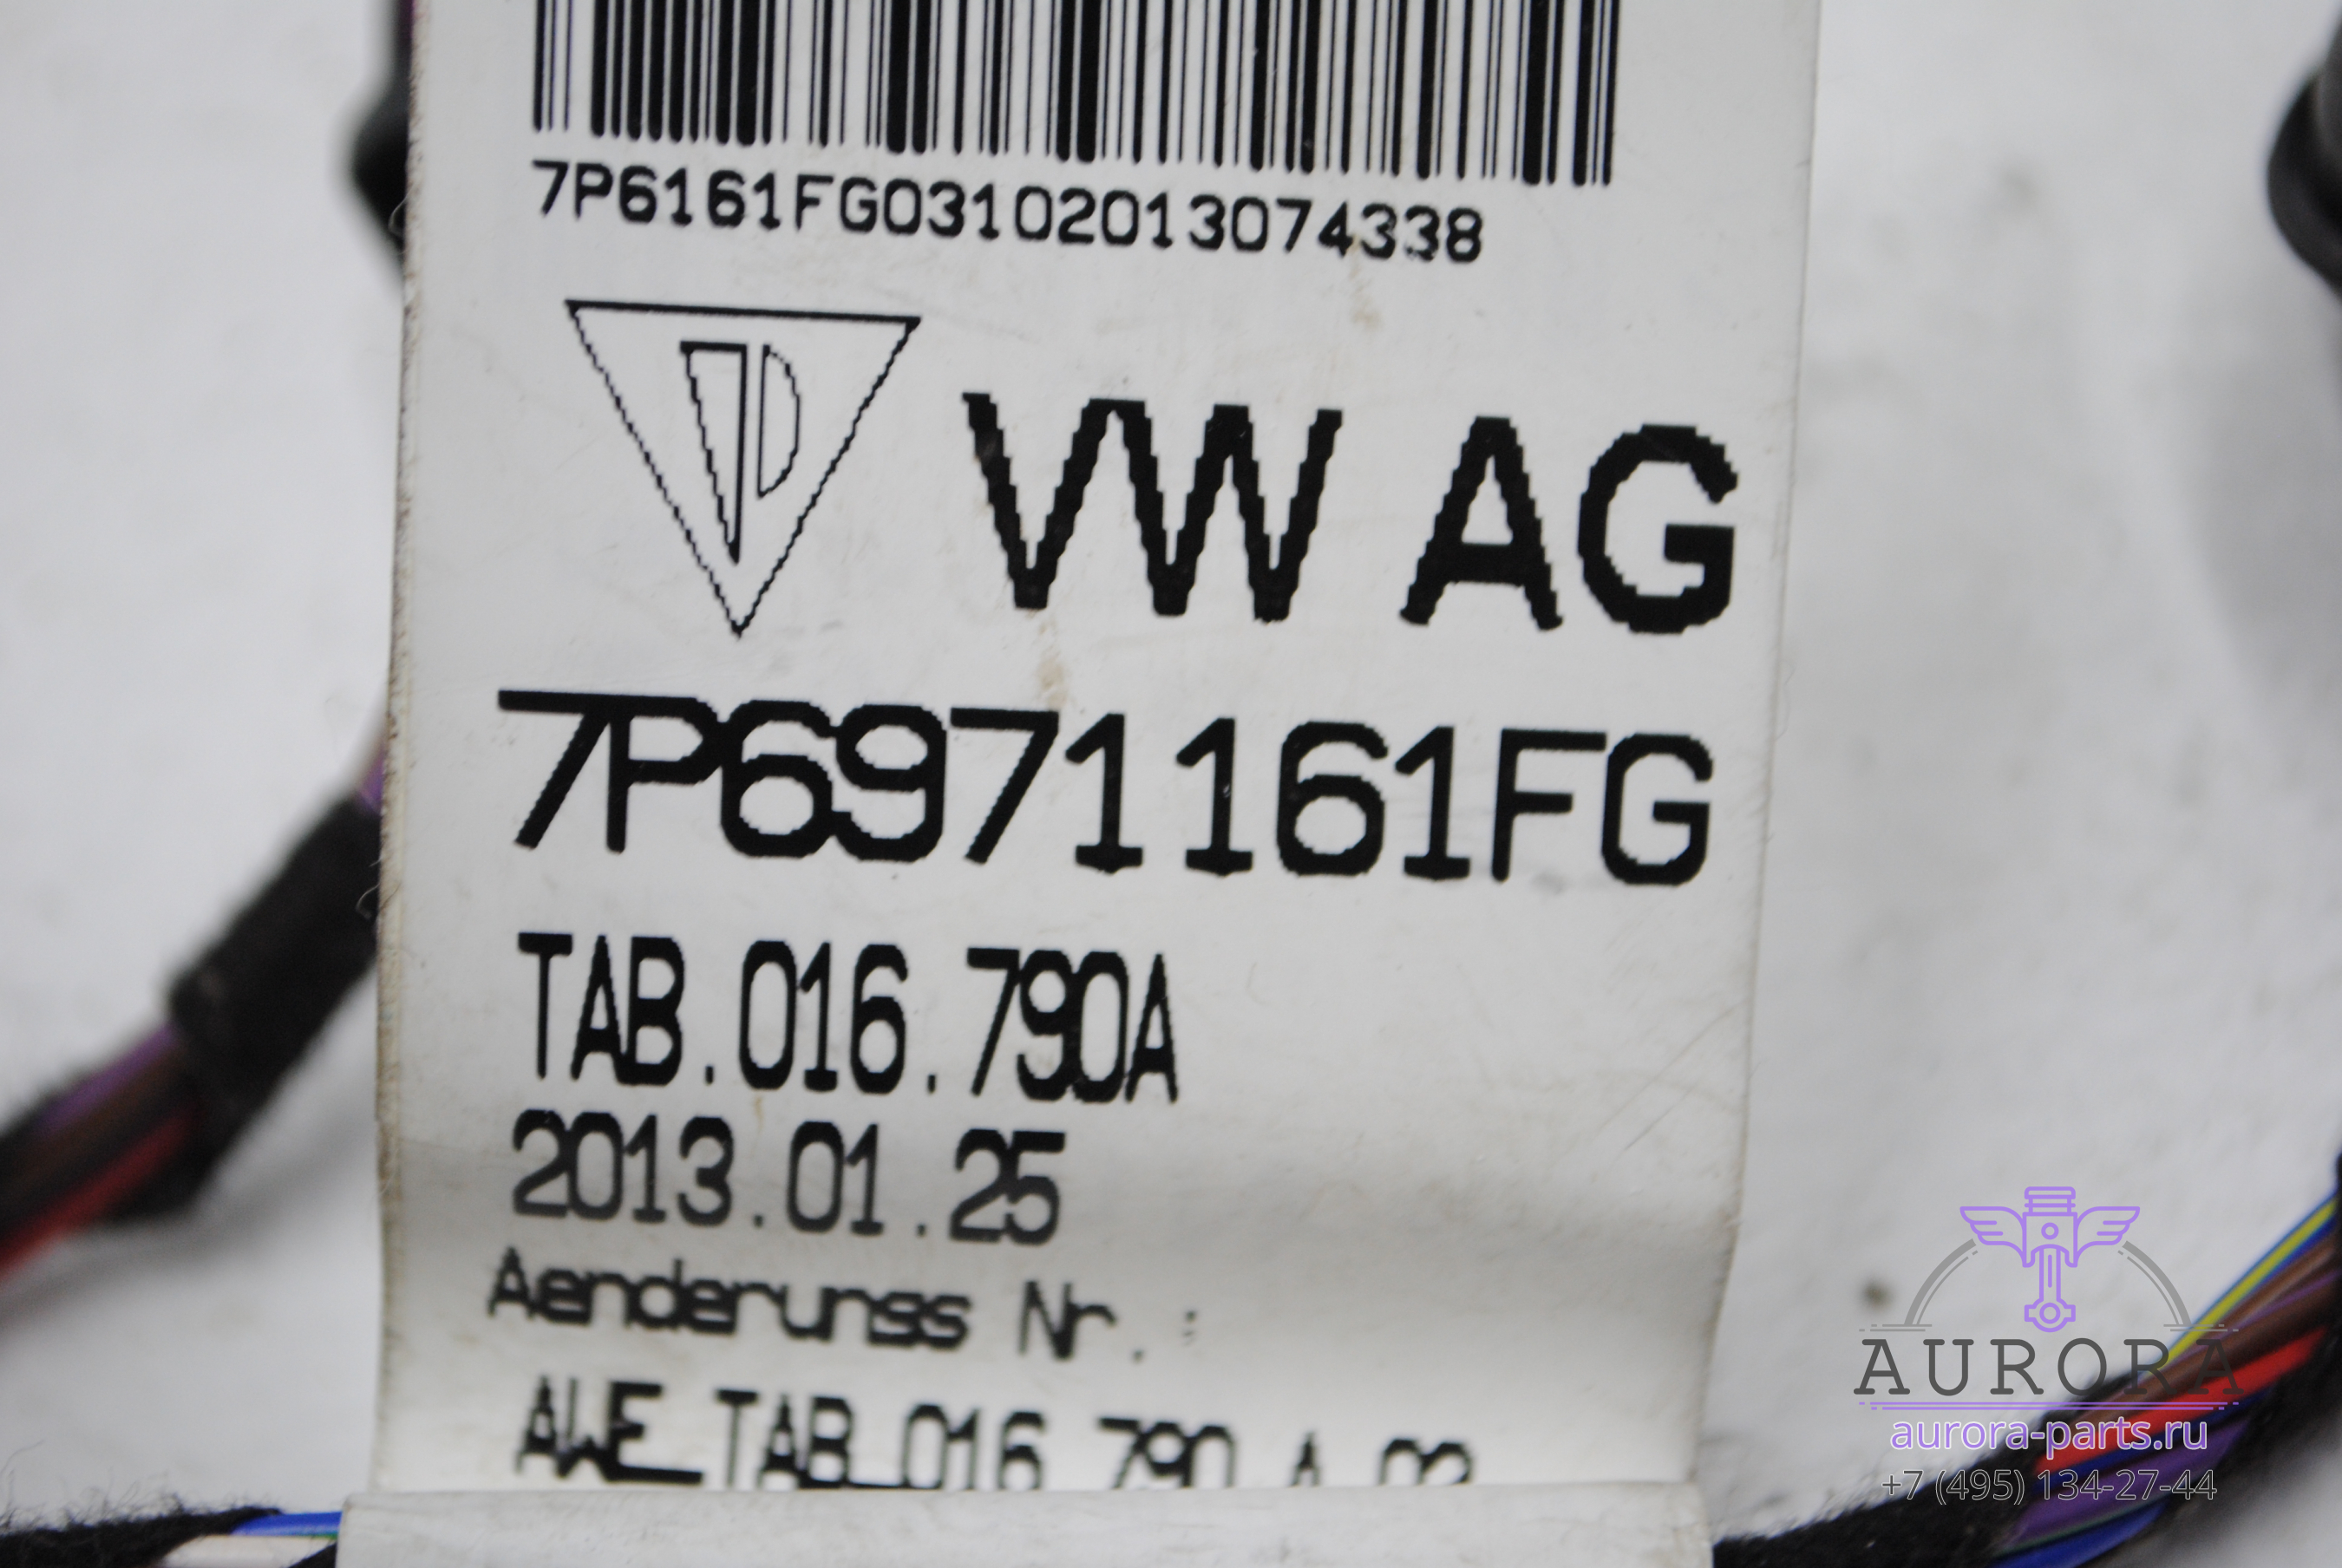 7P6161FG03102013074338
VW AG
7P6971161FG
TAB.016.790A
2013.01.25
Aenderunss Nr.:
AWE_TAB_016_790_A_02
AURORA
aurora-parts.ru
+7 (495) 134-27-44